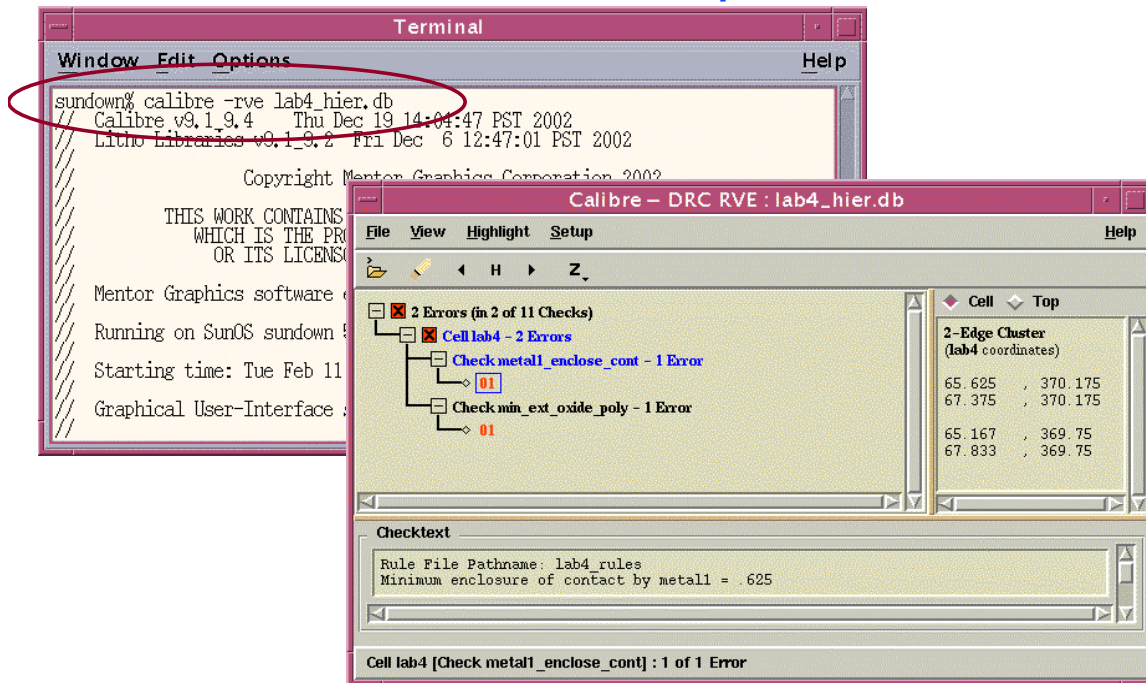 Terminal
Window Edit Options Help
sundown% calibre -rve lab4_hier.db
// Calibre v9.1_9.4 Thu Dec 19 14:04:47 PST 2002
// Litho Libraries v9.1_9.2 Fri Dec 6 12:47:01 PST 2002
//
// Copyright Mentor Graphics Corporation 2002
//
// THIS WORK CONTAINS
// WHICH IS THE
// OR ITS
//
// Mentor Graphics software
//
// Running on SunOS sundown
//
// Starting time: Tue Feb 11
//
// Graphical User-Interface
//
Calibre – DRC RVE : lab4_hier.db
File View Highlight Setup Help
H Z
2 Errors (in 2 of 11 Checks)
Cell lab4 – 2 Errors
Check metal1_enclose_cont – 1 Error
01
Check min_ext_oxide_poly – 1 Error
01
Cell Top
2-Edge Cluster
(lab4 coordinates)
65.625 , 370.175
67.375 , 370.175
65.167 , 369.75
67.833 , 369.75
Checktext
Rule File Pathname: lab4_rules
Minimum enclosure of contact by metal1 = .625
Cell lab4 [Check metal1_enclose_cont] : 1 of 1 Error